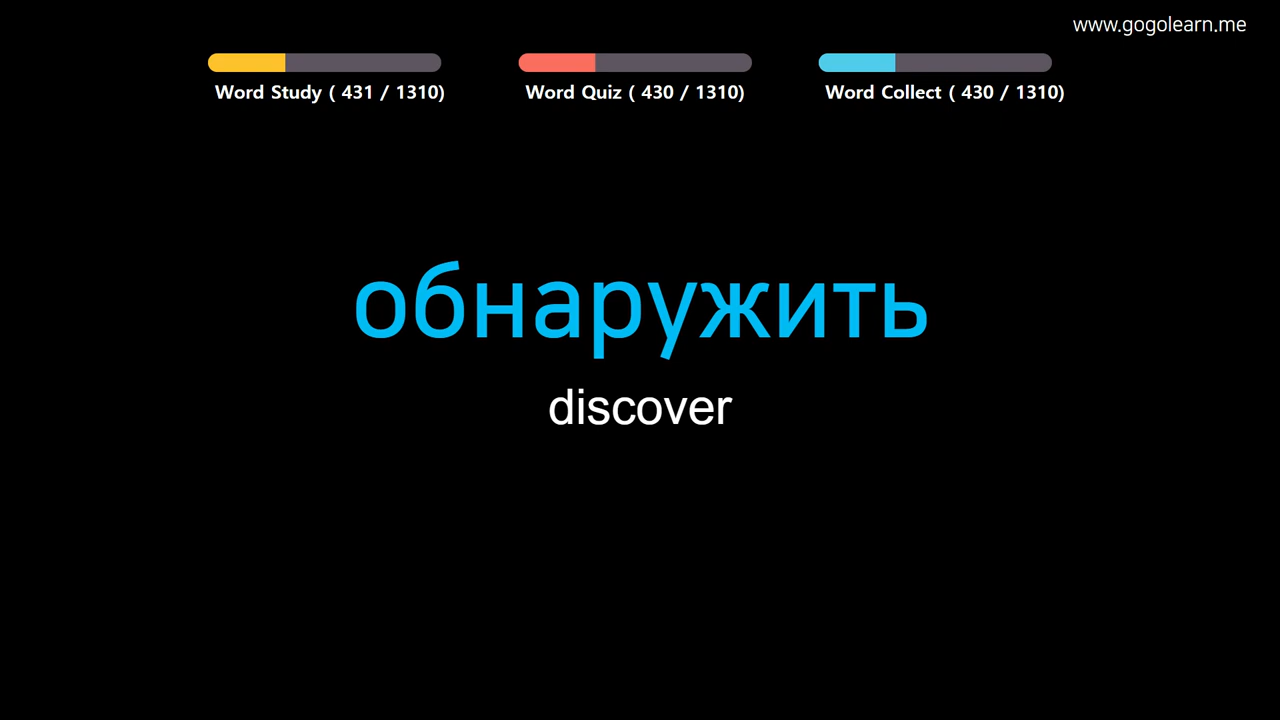 www.gogolearn.me
Word Study ( 431 / 1310)
Word Quiz ( 430 / 1310)
Word Collect ( 430 / 1310)
обнаружить
discover